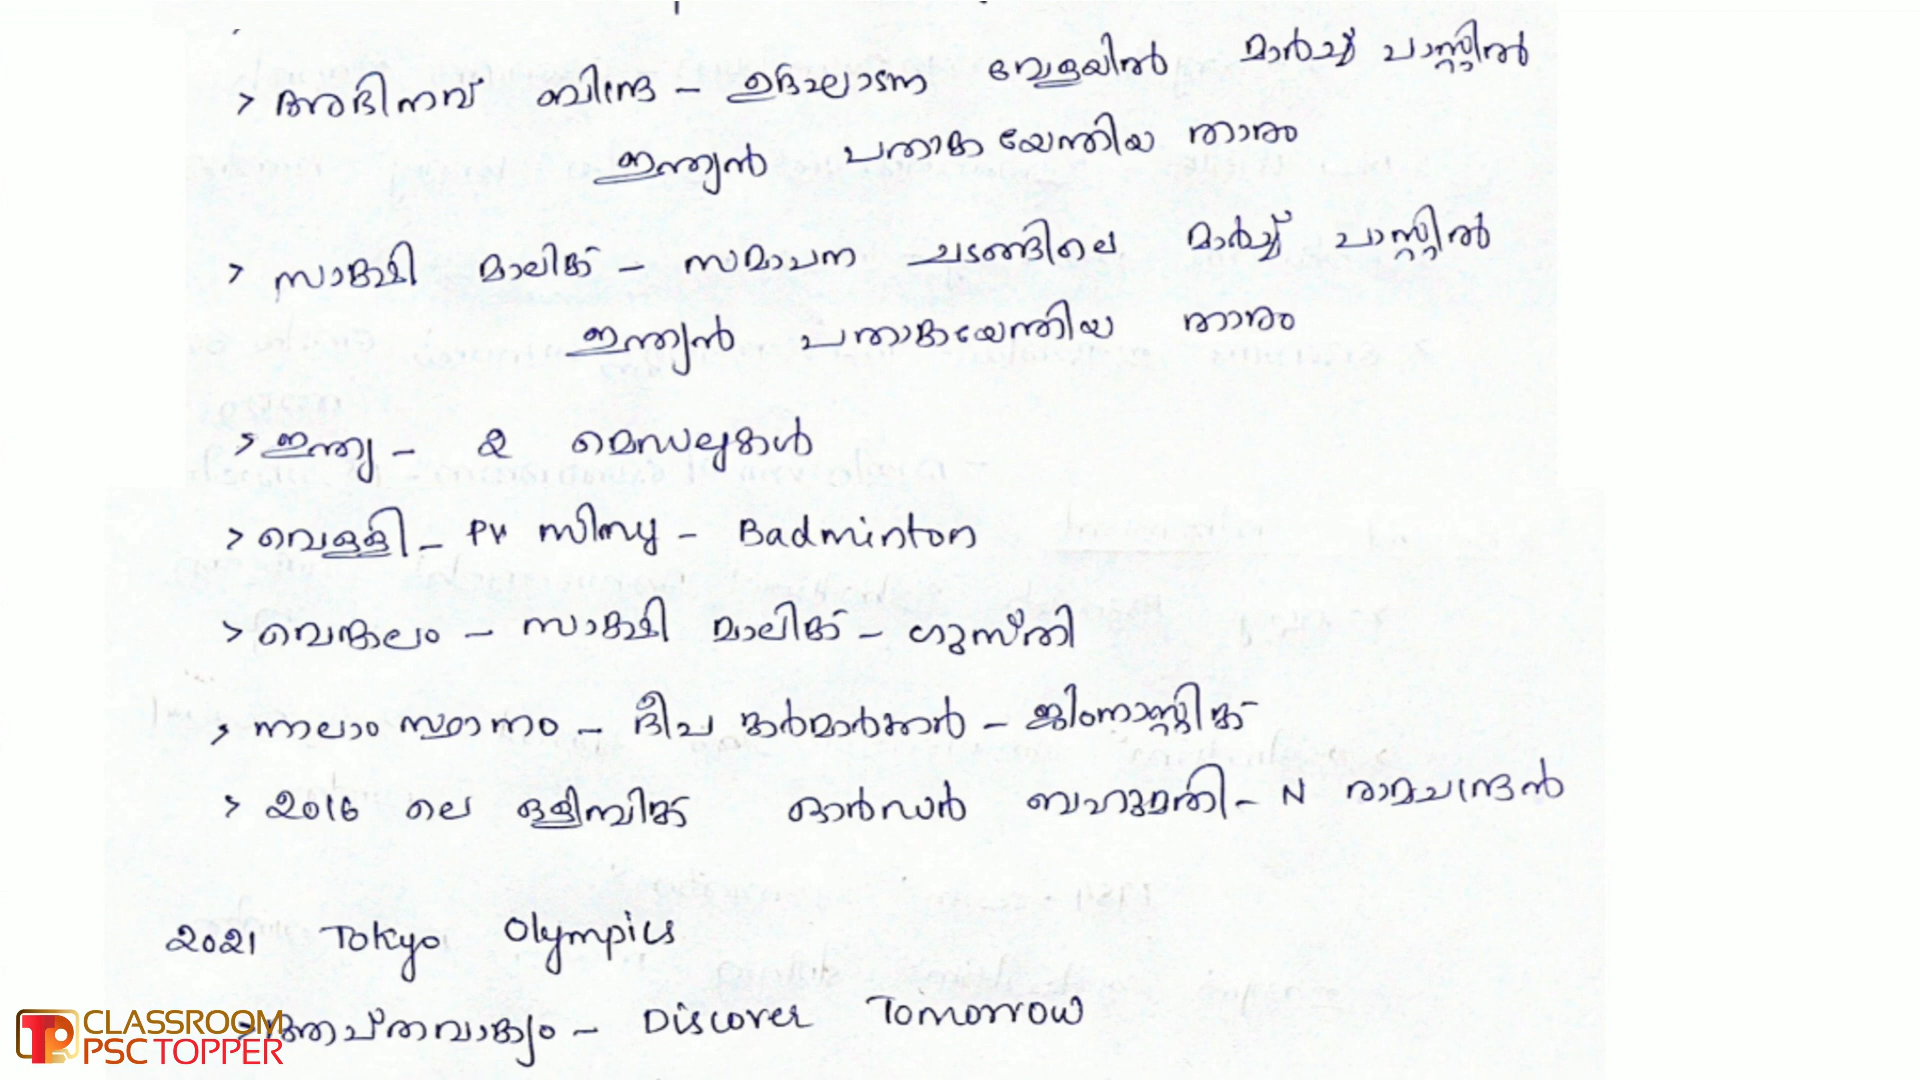 > അഭിനവ് ബിന്ദ്ര – ഉദ്ഘാടന വേളയിൽ മാർച്ച് പാസ്റ്റിൽ
ഇന്ത്യൻ പതാകയേന്തിയ താരം
> സാക്ഷി മാലിക് – സമാപന ചടങ്ങിലെ മാർച്ച് പാസ്റ്റിൽ
ഇന്ത്യൻ പതാകയേന്തിയ താരം
> ഇന്ത്യ – 2 മെഡലുകൾ
> വെള്ളി – PV സിന്ധു – Badminton
> വെങ്കലം – സാക്ഷി മാലിക് – ഗുസ്തി
> നാലാം സ്ഥാനം – ദീപ കർമാർക്കർ – ജിംനാസ്റ്റിക്
> 2016 ലെ ഒളിമ്പിക് ഓർഡർ ബഹുമതി – N രാമചന്ദ്രൻ
2021 Tokyo Olympics
> ആപ്തവാക്യം – Discover Tomorrow
CLASSROOM
PSC TOPPER